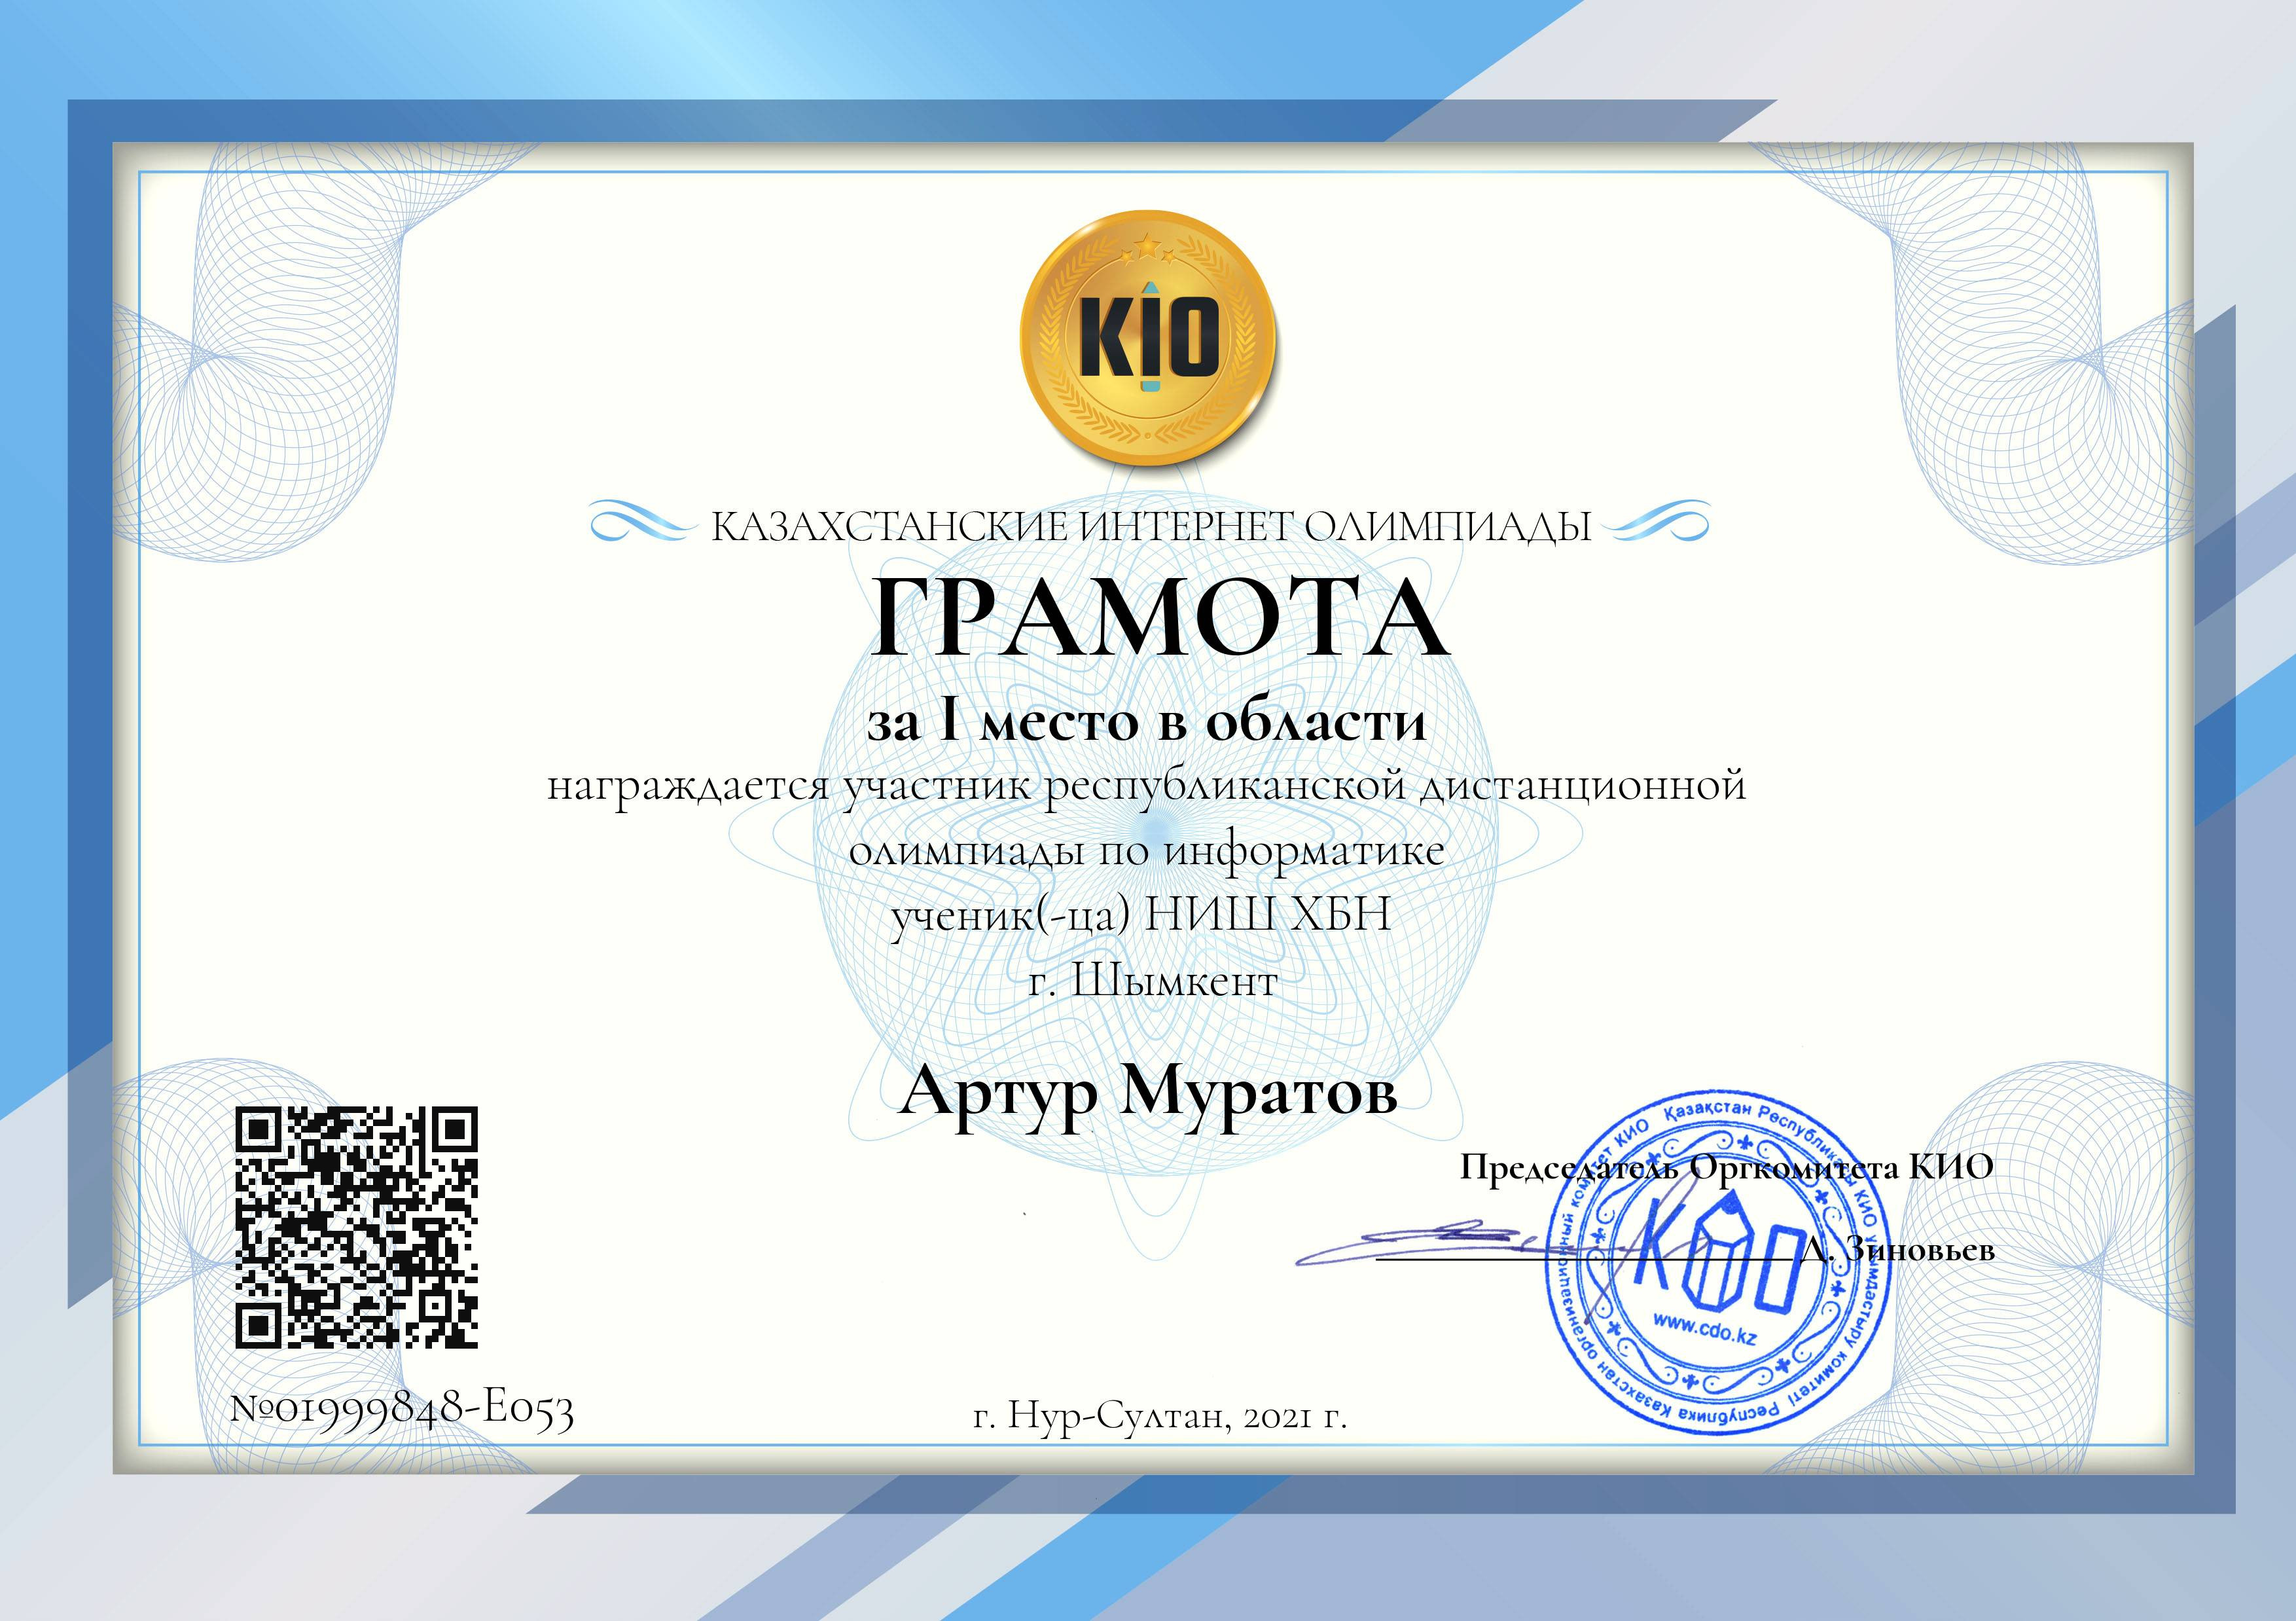 KIO
КАЗАХСТАНСКИЕ ИНТЕРНЕТ ОЛИМПИАДЫ
ГРАМОТА
за I место в области
награждается участник республиканской дистанционной
олимпиады по информатике
ученик(-ца) НИШ ХБН
г. Шымкент
Артур Муратов
Председатель Оргкомитета КИО
Д. Зиновьев
Қазақстан Республикасы КИО ұйымдастыру комитеті
Республика Казахстан организационный комитет КИО
КИО
www.cdo.kz
№01999848-E053
г. Нур-Султан, 2021 г.